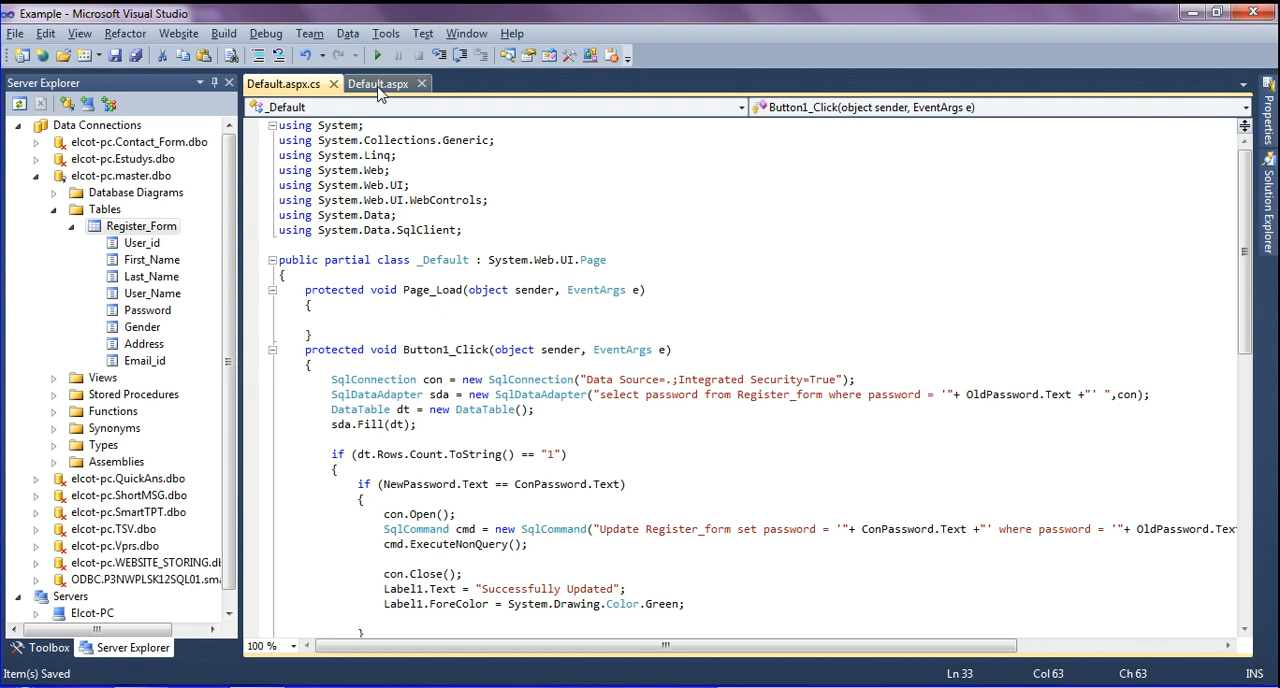 Example - Microsoft Visual Studio
File Edit View Refactor Website Build Debug Team Data Tools Test Window Help
Server Explorer
Default.aspx.cs
Default.aspx
_Default
Button1_Click(object sender, EventArgs e)
Data Connections
elcot-pc.Contact_Form.dbo
elcot-pc.Estudys.dbo
elcot-pc.master.dbo
Database Diagrams
Tables
Register_Form
User_id
First_Name
Last_Name
User_Name
Password
Gender
Address
Email_id
Views
Stored Procedures
Functions
Synonyms
Types
Assemblies
elcot-pc.QuickAns.dbo
elcot-pc.ShortMSG.dbo
elcot-pc.SmartTPT.dbo
elcot-pc.TSV.dbo
elcot-pc.Vprs.dbo
elcot-pc.WEBSITE_STORING.dl
ODBC.P3NWPLSK12SQL01.sma
Servers
Elcot-PC
Toolbox
Server Explorer
using System;
using System.Collections.Generic;
using System.Linq;
using System.Web;
using System.Web.UI;
using System.Web.UI.WebControls;
using System.Data;
using System.Data.SqlClient;
public partial class _Default : System.Web.UI.Page
{
protected void Page_Load(object sender, EventArgs e)
{
}
protected void Button1_Click(object sender, EventArgs e)
{
SqlConnection con = new SqlConnection("Data Source=.;Integrated Security=True");
SqlDataAdapter sda = new SqlDataAdapter("select password from Register_form where password = '"+ OldPassword.Text +"' ",con);
DataTable dt = new DataTable();
sda.Fill(dt);
if (dt.Rows.Count.ToString() == "1")
{
if (NewPassword.Text == ConPassword.Text)
{
con.Open();
SqlCommand cmd = new SqlCommand("Update Register_form set password = '"+ ConPassword.Text +"' where password = '"+ OldPassword.Tex
cmd.ExecuteNonQuery();
con.Close();
Label1.Text = "Successfully Updated";
Label1.ForeColor = System.Drawing.Color.Green;
}
100 %
Properties
Solution Explorer
Item(s) Saved
Ln 33
Col 63
Ch 63
INS